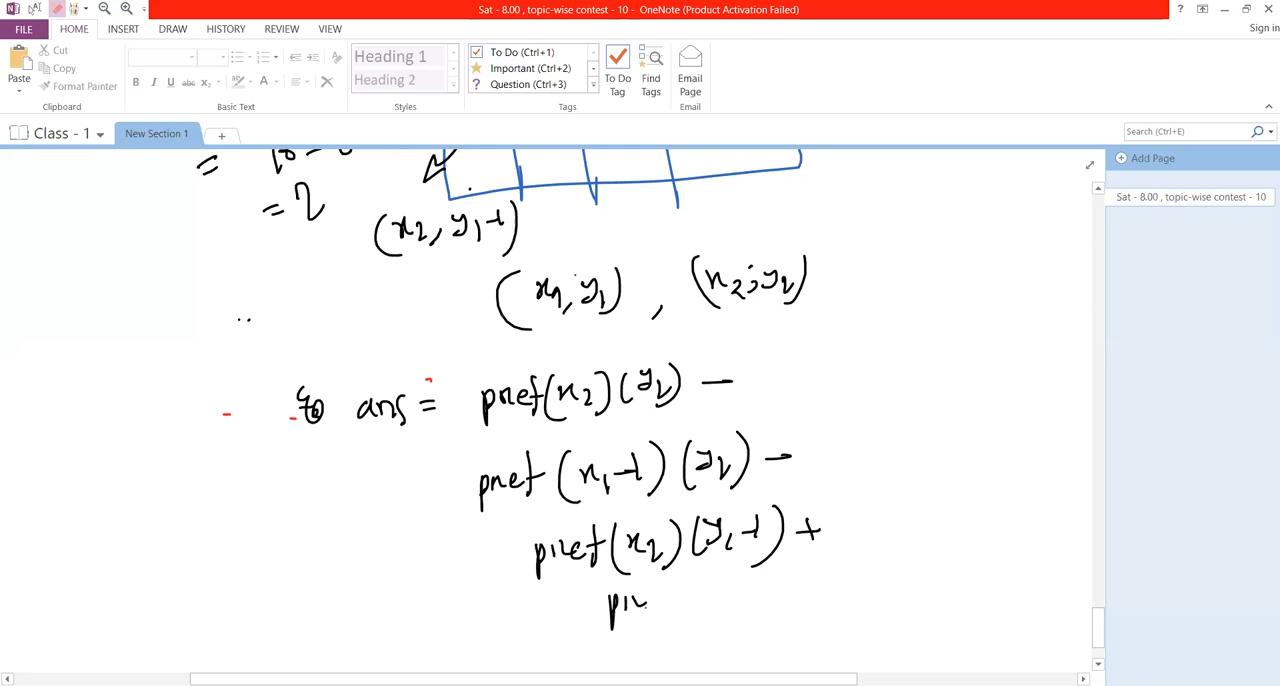 Sat - 8.00 , topic-wise contest - 10 - OneNote (Product Activation Failed)
FILE HOME INSERT DRAW HISTORY REVIEW VIEW
Sign in
Paste
Cut
Copy
Format Painter
Clipboard
B I U abc x₂ A
Basic Text
Heading 1
Heading 2
Styles
To Do (Ctrl+1)
Important (Ctrl+2)
Question (Ctrl+3)
Tags
To Do Tag
Find Tags
Email Page
Email
Class - 1
New Section 1
Search (Ctrl+E)
Add Page
Sat - 8.00 , topic-wise contest - 10
= 2
(x₂, y₁-1)
(x₁, y₁) , (x₂, y₂)
ans = pref(x₂)(y₂) -
pref(x₁-1)(y₂) -
pref(x₂)(y₁-1) +